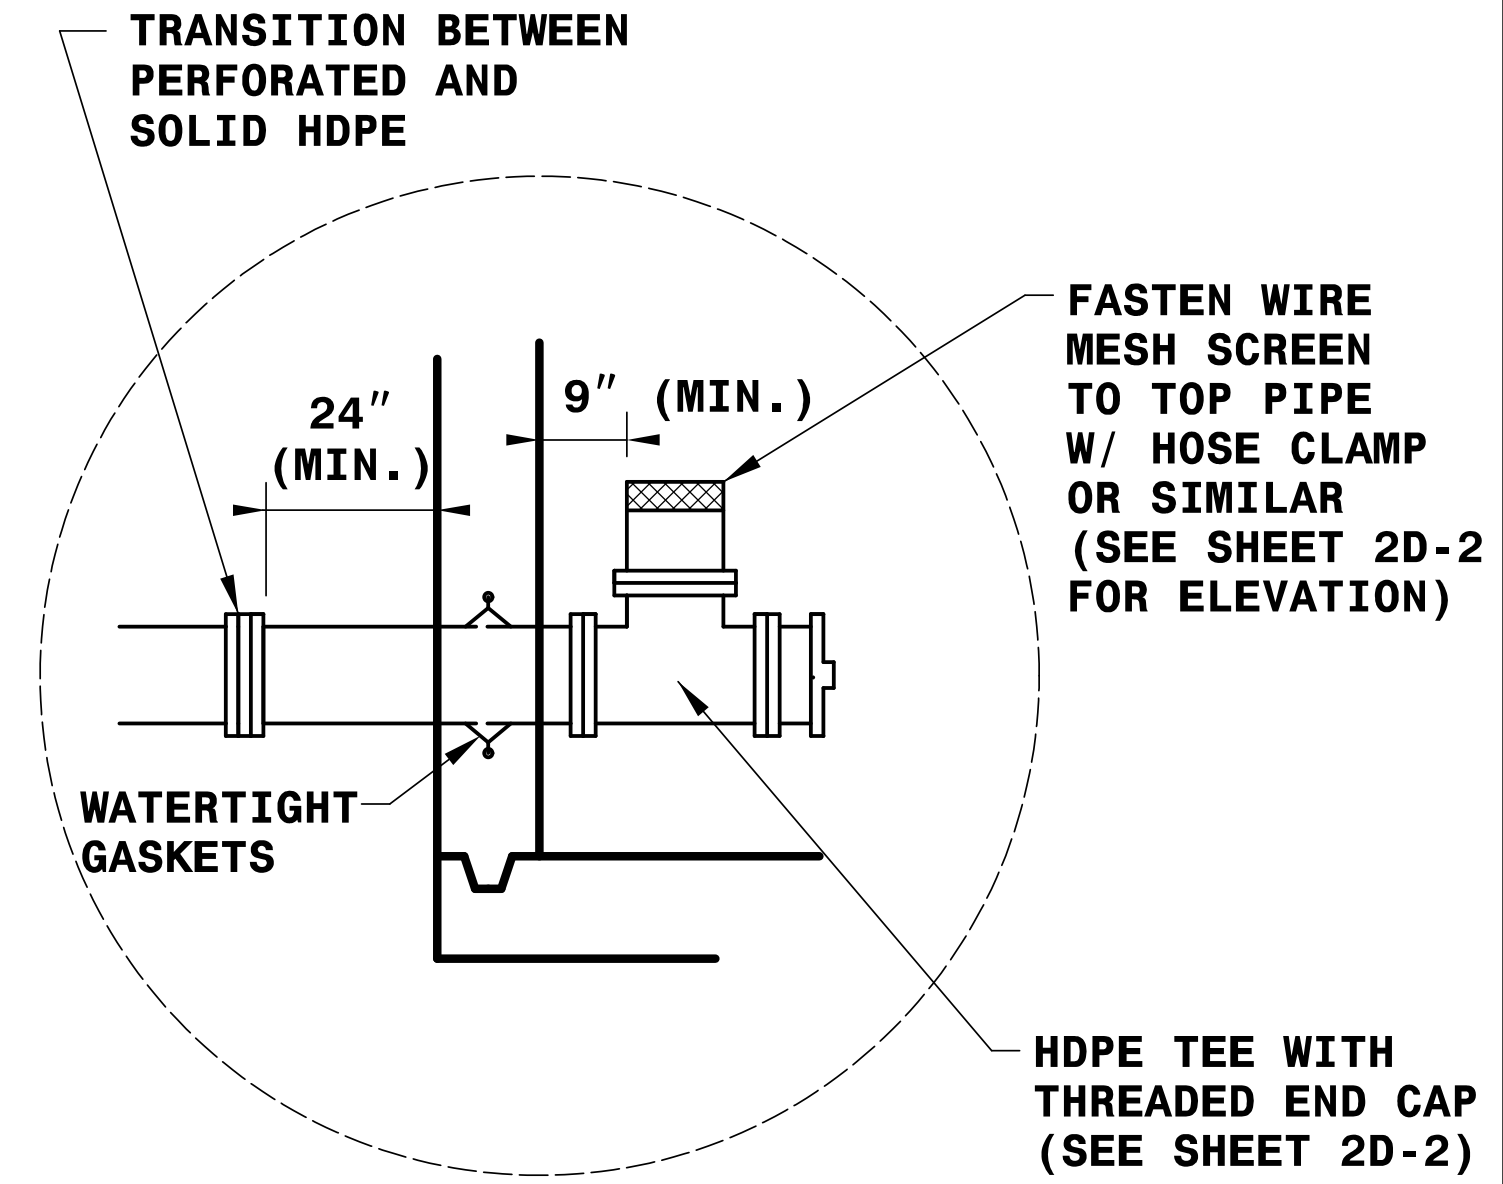 TRANSITION BETWEEN
PERFORATED AND
SOLID HDPE
FASTEN WIRE
MESH SCREEN
TO TOP PIPE
W/ HOSE CLAMP
OR SIMILAR
(SEE SHEET 2D-2
FOR ELEVATION)
24"
(MIN.)
9" (MIN.)
WATERTIGHT
GASKETS
HDPE TEE WITH
THREADED END CAP
(SEE SHEET 2D-2)